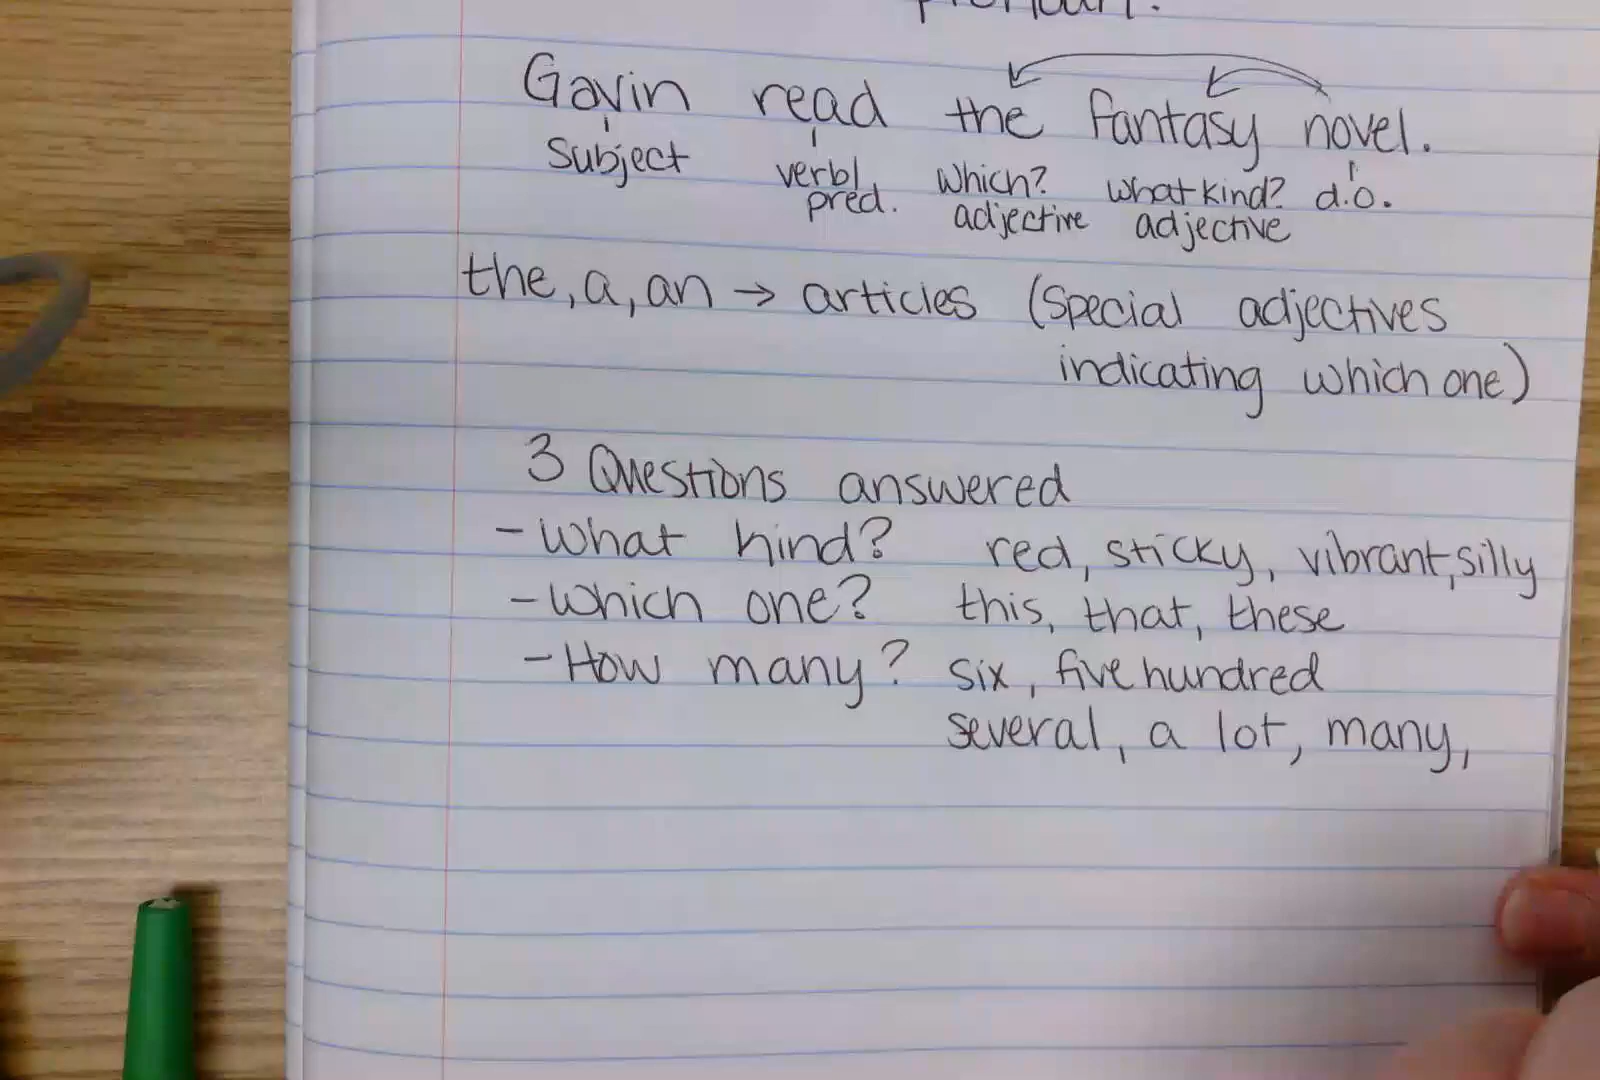 pronoun.
Gavin read the fantasy novel.
subject verb/ which? what kind? d.o.
pred. adjective adjective
the, a, an → articles (special adjectives
indicating which one)
3 Questions answered
- What kind? red, sticky, vibrant, silly
- Which one? this, that, these
- How many? six, five hundred
several, a lot, many,